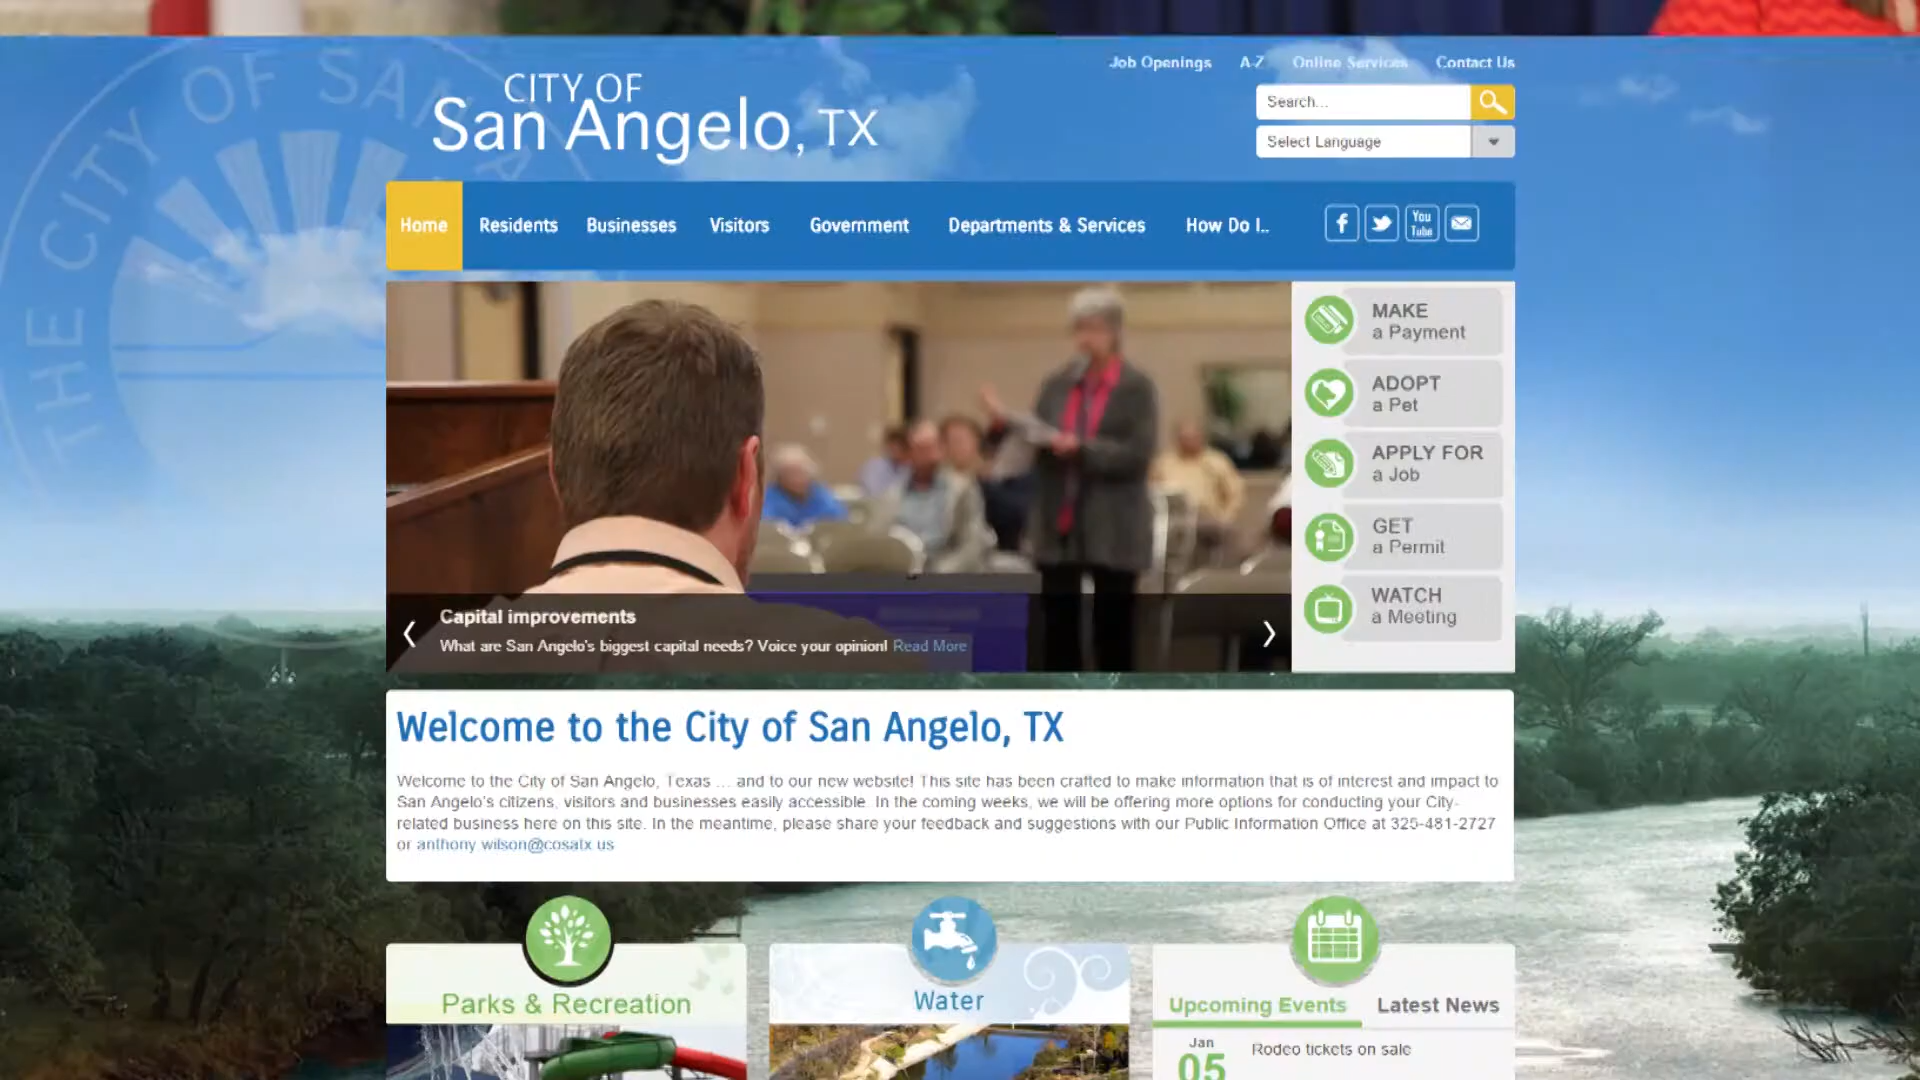 THE CITY OF SAN
Job Openings A-Z Online Services Contact Us
CITY OF
San Angelo, TX
Search...
Select Language
Home Residents Businesses Visitors Government Departments & Services How Do I..
You
Tube
MAKE
a Payment
ADOPT
a Pet
APPLY FOR
a Job
GET
a Permit
WATCH
a Meeting
Capital improvements
What are San Angelo's biggest capital needs? Voice your opinion! Read More
Welcome to the City of San Angelo, TX
Welcome to the City of San Angelo, Texas ... and to our new website! This site has been crafted to make information that is of interest and impact to
San Angelo's citizens, visitors and businesses easily accessible. In the coming weeks, we will be offering more options for conducting your City-
related business here on this site. In the meantime, please share your feedback and suggestions with our Public Information Office at 325-481-2727
or anthony.wilson@cosatx.us
Parks & Recreation
Water
Upcoming Events Latest News
Jan
05
Rodeo tickets on sale